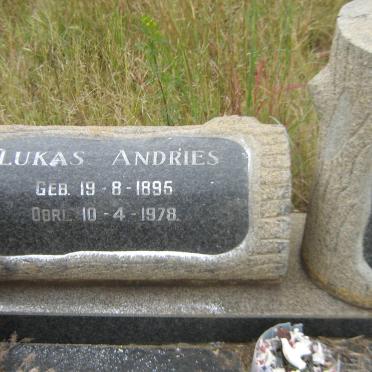 LUKAS ANDRIES
GEB. 19-8-1895
OORL. 10-4-1978.